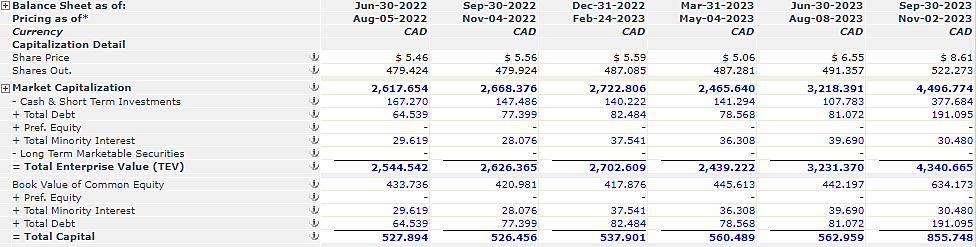 Balance Sheet as of: Jun-30-2022 Sep-30-2022 Dec-31-2022 Mar-31-2023 Jun-30-2023 Sep-30-2023
Pricing as of* Aug-05-2022 Nov-04-2022 Feb-24-2023 May-04-2023 Aug-08-2023 Nov-02-2023
Currency CAD CAD CAD CAD CAD CAD
Capitalization Detail
Share Price $ 5.46 $ 5.56 $ 5.59 $ 5.06 $ 6.55 $ 8.61
Shares Out. 479.424 479.924 487.085 487.281 491.357 522.273
Market Capitalization 2,617.654 2,668.376 2,722.806 2,465.640 3,218.391 4,496.774
- Cash & Short Term Investments 167.270 147.486 140.222 141.294 107.783 377.684
+ Total Debt 64.539 77.399 82.484 78.568 81.072 191.095
+ Pref. Equity - - - - - -
+ Total Minority Interest 29.619 28.076 37.541 36.308 39.690 30.480
- Long Term Marketable Securities - - - - - -
= Total Enterprise Value (TEV) 2,544.542 2,626.365 2,702.609 2,439.222 3,231.370 4,340.665
Book Value of Common Equity 433.736 420.981 417.876 445.613 442.197 634.173
+ Pref. Equity - - - - - -
+ Total Minority Interest 29.619 28.076 37.541 36.308 39.690 30.480
+ Total Debt 64.539 77.399 82.484 78.568 81.072 191.095
= Total Capital 527.894 526.456 537.901 560.489 562.959 855.748